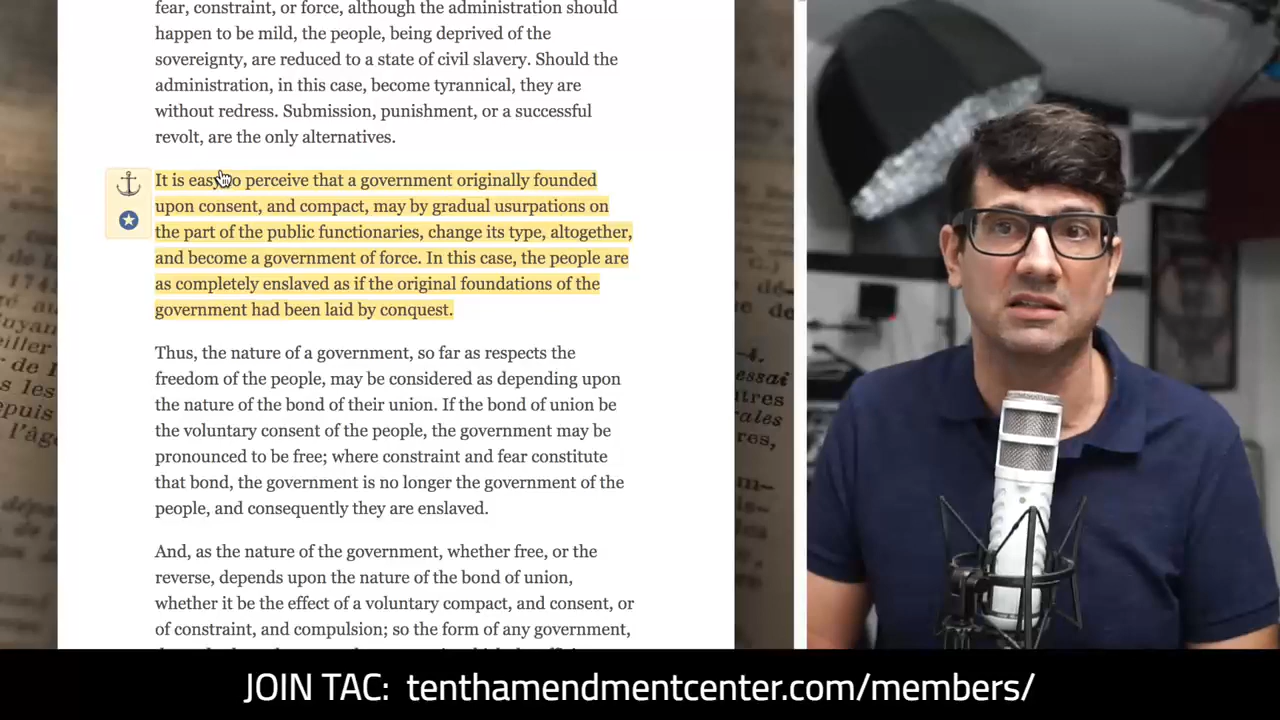 fear, constraint, or force, although the administration should
happen to be mild, the people, being deprived of the
sovereignty, are reduced to a state of civil slavery. Should the
administration, in this case, become tyrannical, they are
without redress. Submission, punishment, or a successful
revolt, are the only alternatives.
It is easy to perceive that a government originally founded
upon consent, and compact, may by gradual usurpations on
the part of the public functionaries, change its type, altogether,
and become a government of force. In this case, the people are
as completely enslaved as if the original foundations of the
government had been laid by conquest.
Thus, the nature of a government, so far as respects the
freedom of the people, may be considered as depending upon
the nature of the bond of their union. If the bond of union be
the voluntary consent of the people, the government may be
pronounced to be free; where constraint and fear constitute
that bond, the government is no longer the government of the
people, and consequently they are enslaved.
And, as the nature of the government, whether free, or the
reverse, depends upon the nature of the bond of union,
whether it be the effect of a voluntary compact, and consent, or
of constraint, and compulsion; so the form of any government,
JOIN TAC: tenthamendmentcenter.com/members/